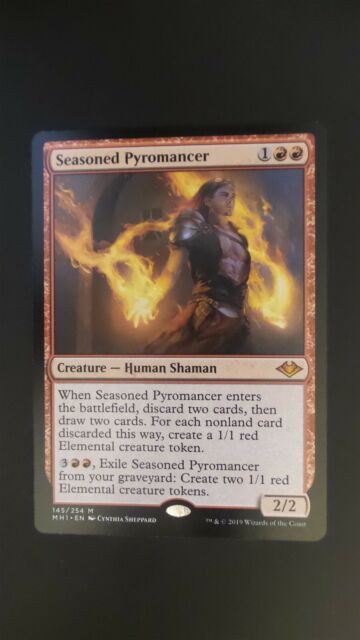 Seasoned Pyromancer 1
Creature — Human Shaman
When Seasoned Pyromancer enters
the battlefield, discard two cards, then
draw two cards. For each nonland card
discarded this way, create a 1/1 red
Elemental creature token.
3, Exile Seasoned Pyromancer
from your graveyard: Create two 1/1 red
Elemental creature tokens.
2/2
145/254 M
MH1 • EN Cynthia Sheppard
™ & © 2019 Wizards of the Coast